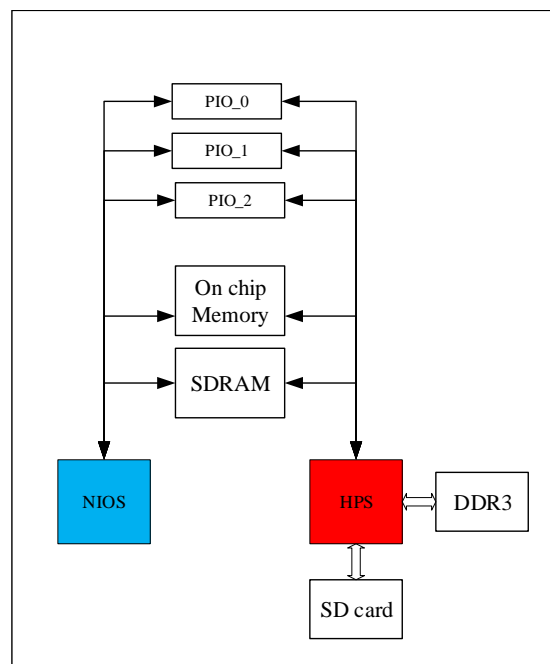 PIO_0
PIO_1
PIO_2
On chip
Memory
SDRAM
NIOS
HPS
DDR3
SD card